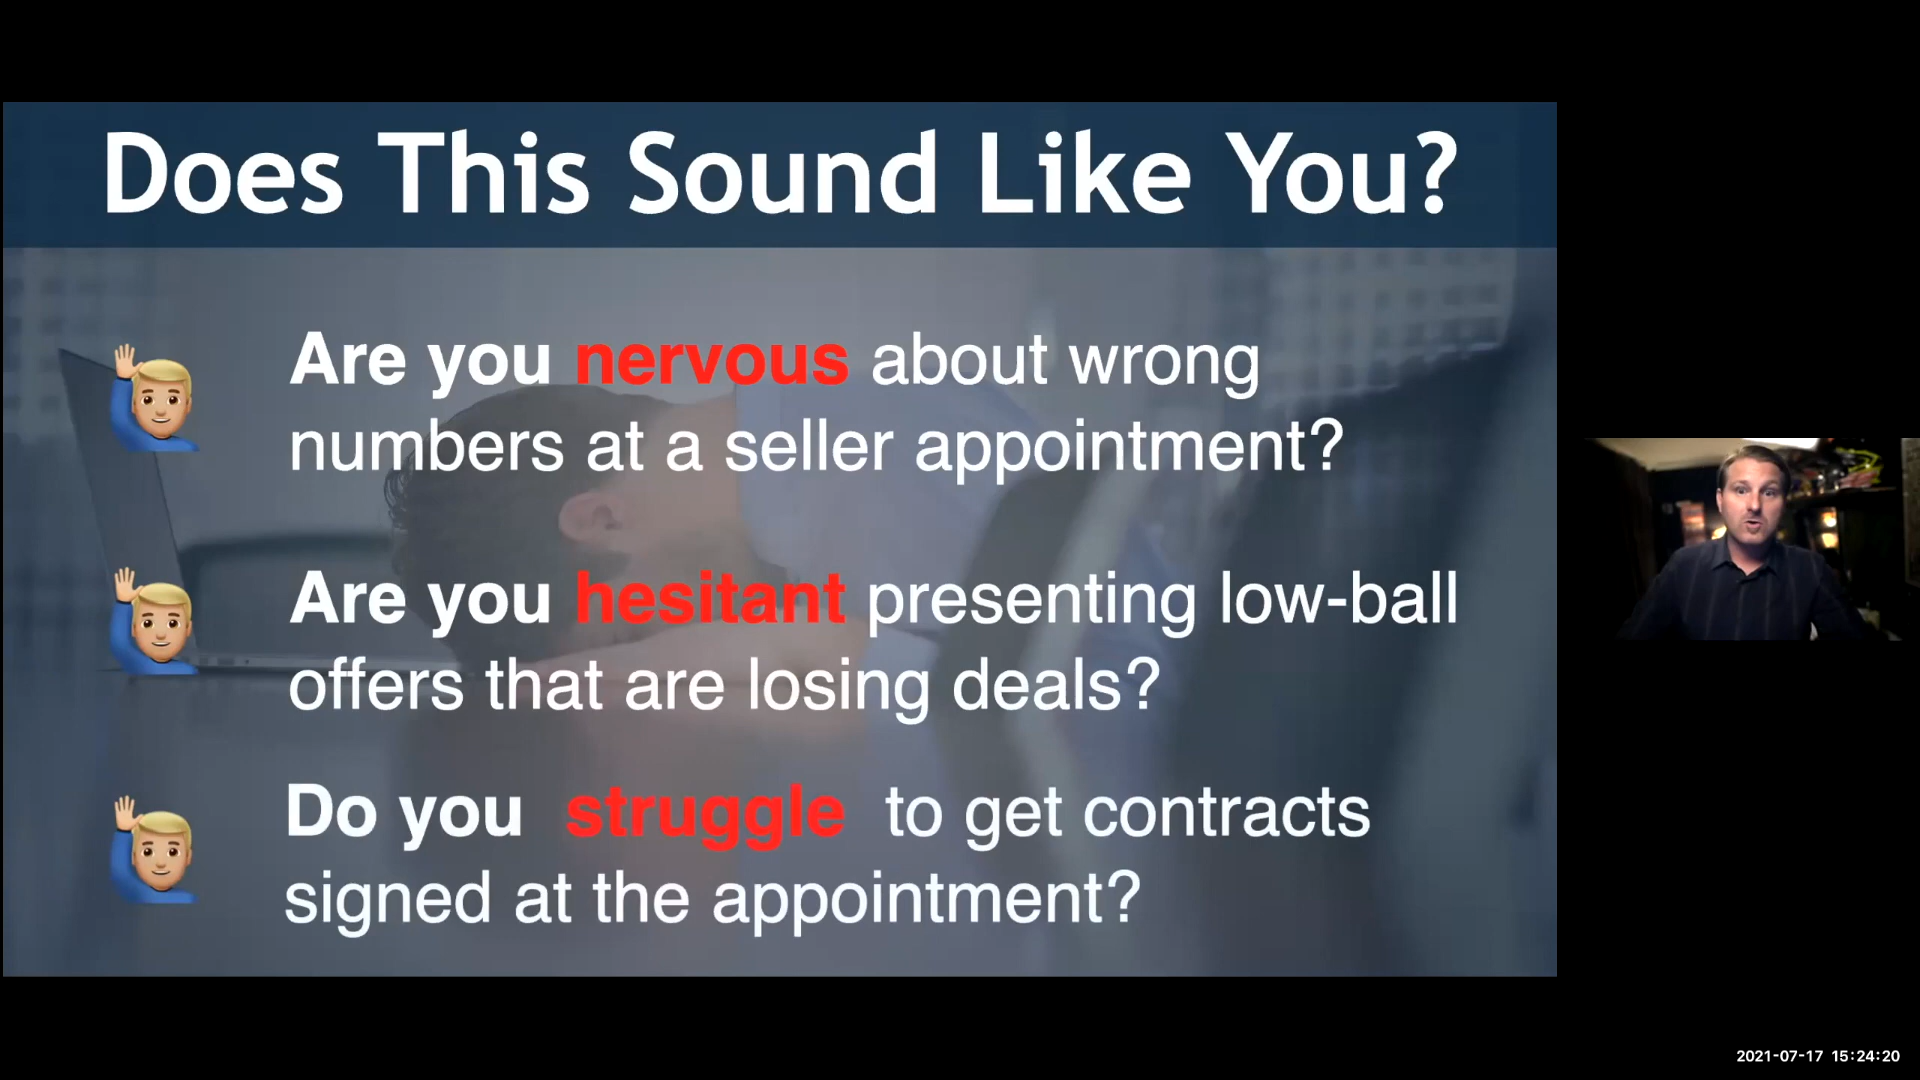 Does This Sound Like You?
Are you nervous about wrong
numbers at a seller appointment?
Are you hesitant presenting low-ball
offers that are losing deals?
Do you struggle to get contracts
signed at the appointment?
2021-07-17 15:24:20